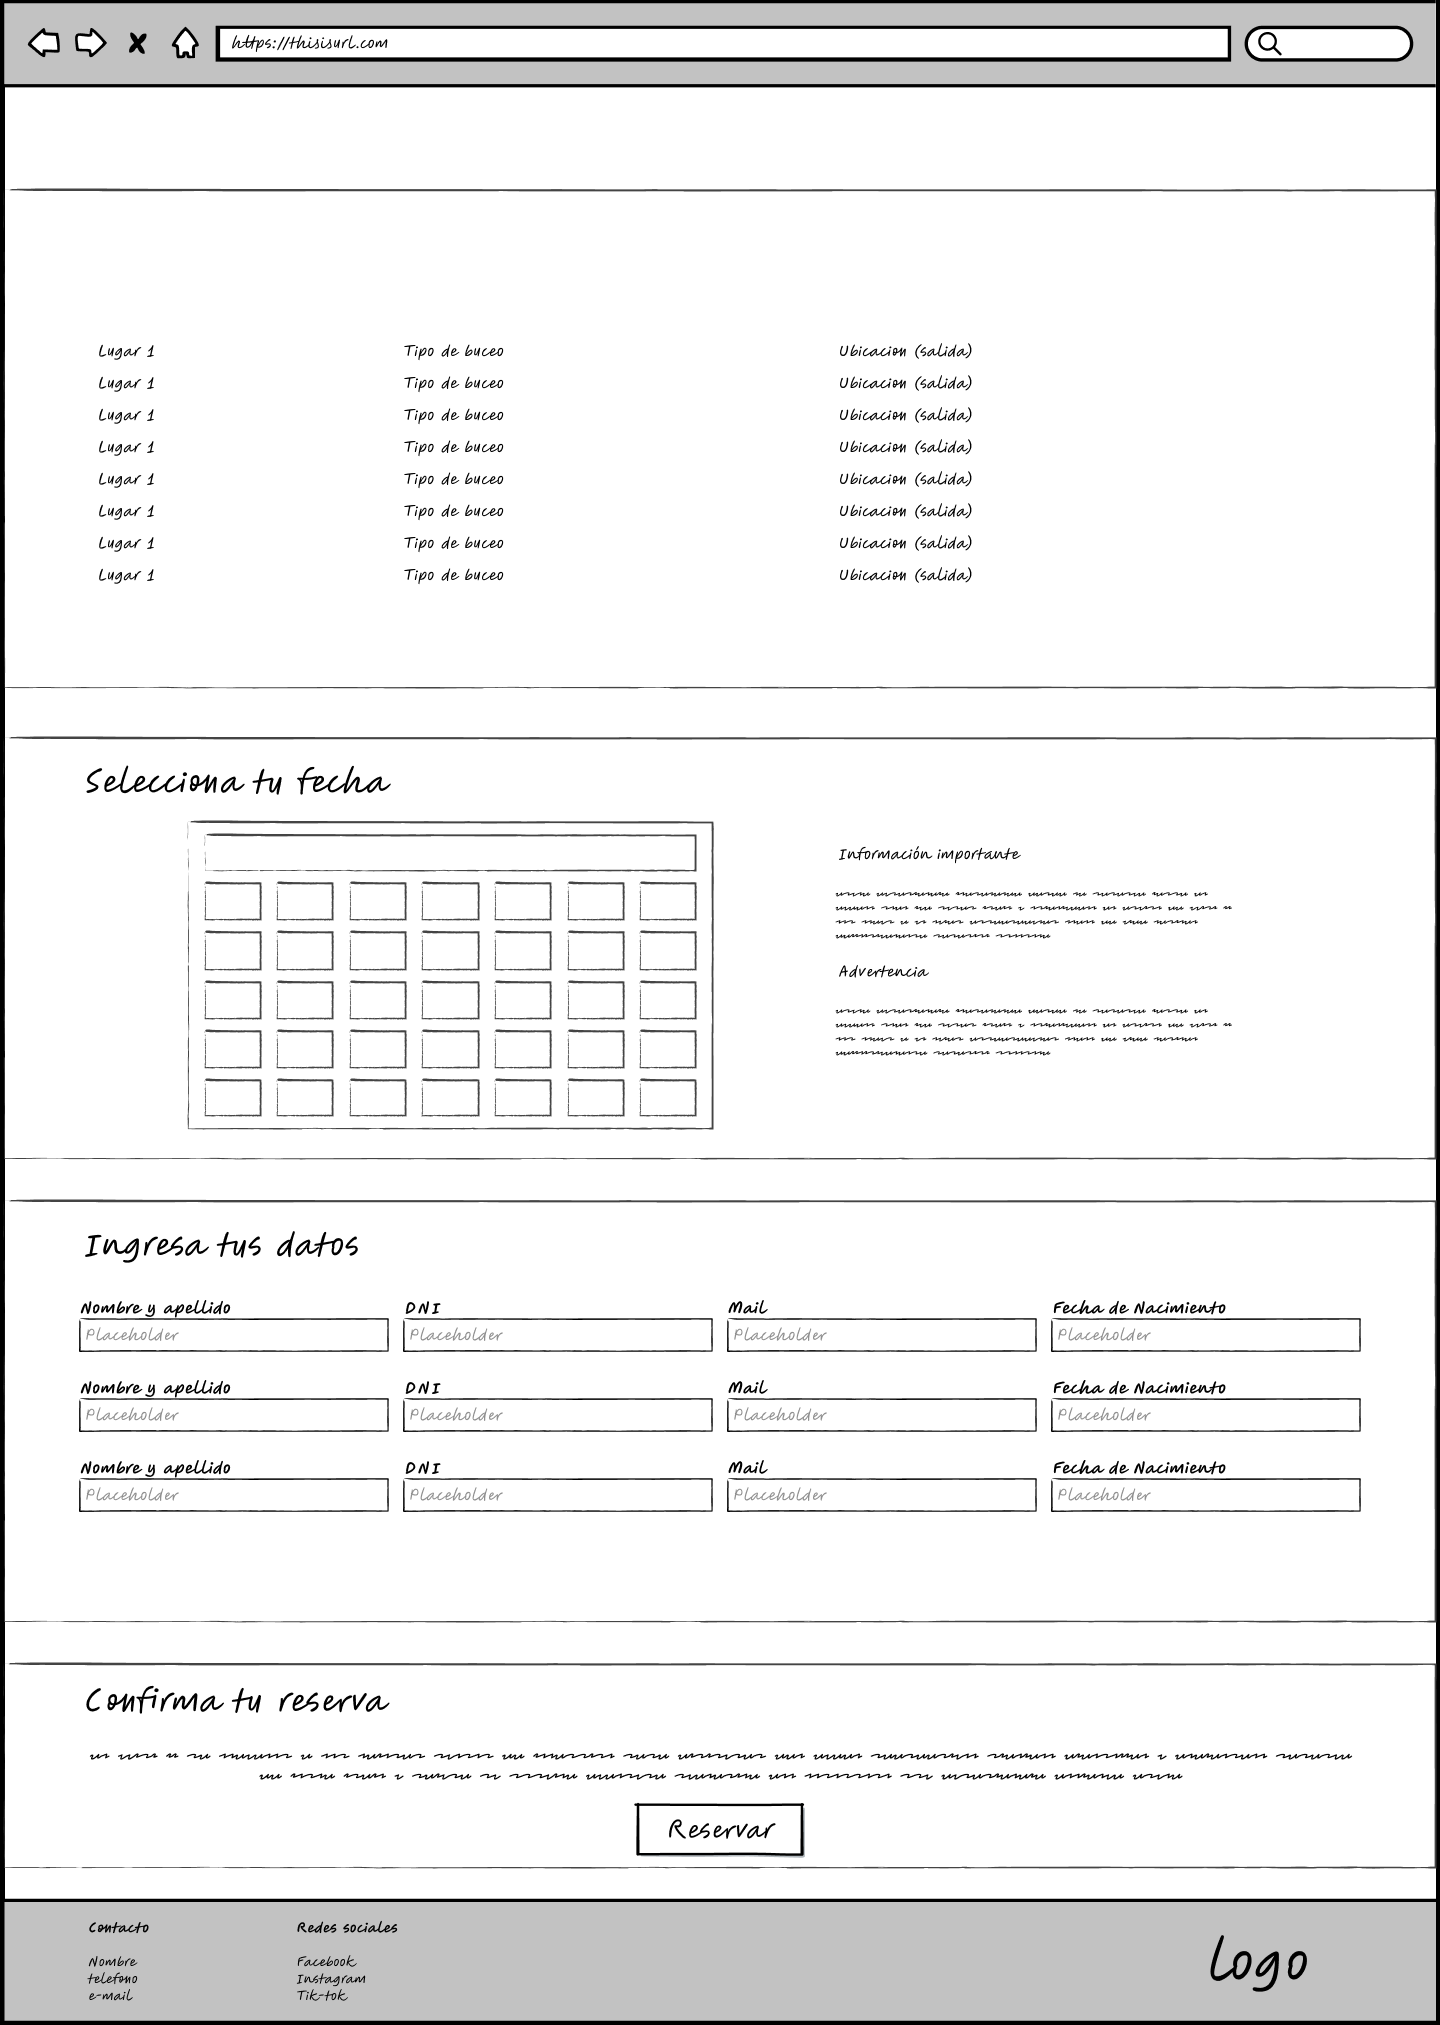 https://thisisurl.com
Lugar 1 Tipo de buceo Ubicacion (salida)
Lugar 1 Tipo de buceo Ubicacion (salida)
Lugar 1 Tipo de buceo Ubicacion (salida)
Lugar 1 Tipo de buceo Ubicacion (salida)
Lugar 1 Tipo de buceo Ubicacion (salida)
Lugar 1 Tipo de buceo Ubicacion (salida)
Lugar 1 Tipo de buceo Ubicacion (salida)
Lugar 1 Tipo de buceo Ubicacion (salida)
Selecciona tu fecha
Información importante
Advertencia
Ingresa tus datos
Nombre y apellido DNI Mail Fecha de Nacimiento
Placeholder Placeholder Placeholder Placeholder
Nombre y apellido DNI Mail Fecha de Nacimiento
Placeholder Placeholder Placeholder Placeholder
Nombre y apellido DNI Mail Fecha de Nacimiento
Placeholder Placeholder Placeholder Placeholder
Confirma tu reserva
Reservar
Contacto
Nombre
telefono
e-mail
Redes sociales
Facebook
Instagram
Tik-tok
logo